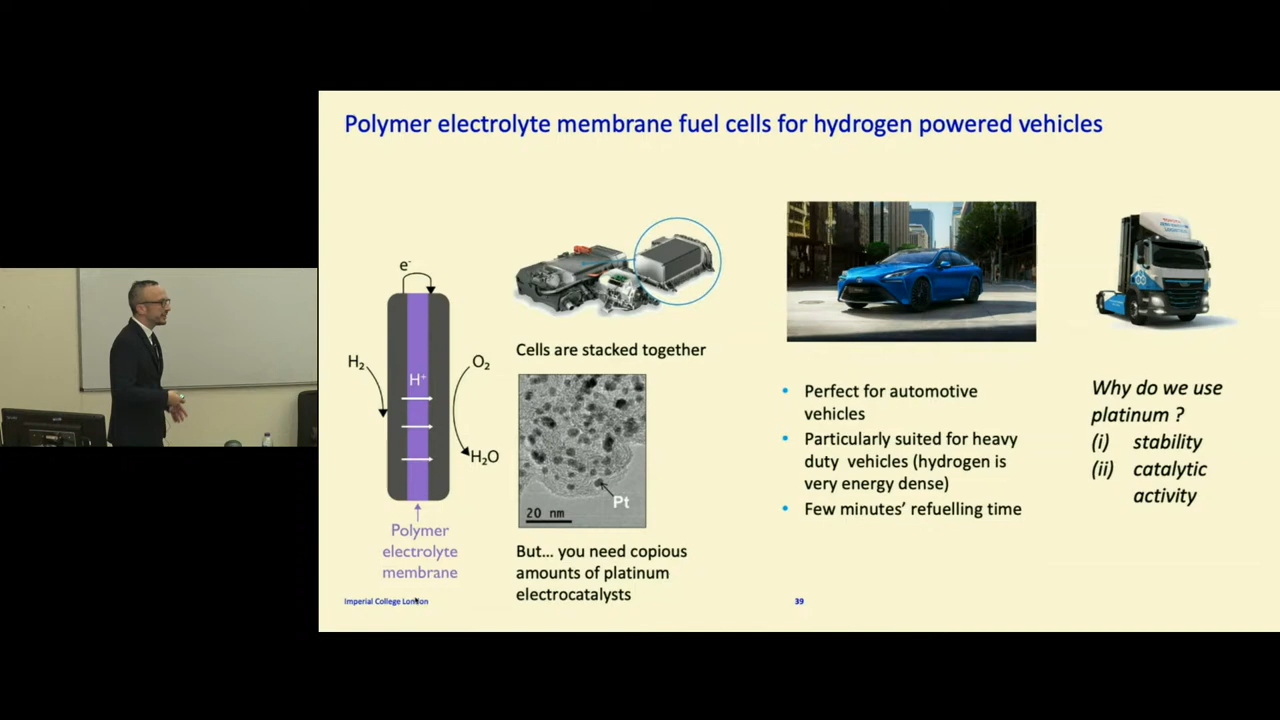 Polymer electrolyte membrane fuel cells for hydrogen powered vehicles
e-
H2
O2
H+
H2O
Polymer
electrolyte
membrane
Cells are stacked together
Pt
20 nm
But... you need copious
amounts of platinum
electrocatalysts
• Perfect for automotive
vehicles
• Particularly suited for heavy
duty vehicles (hydrogen is
very energy dense)
• Few minutes' refuelling time
Why do we use
platinum ?
(i) stability
(ii) catalytic
activity
Imperial College London
39